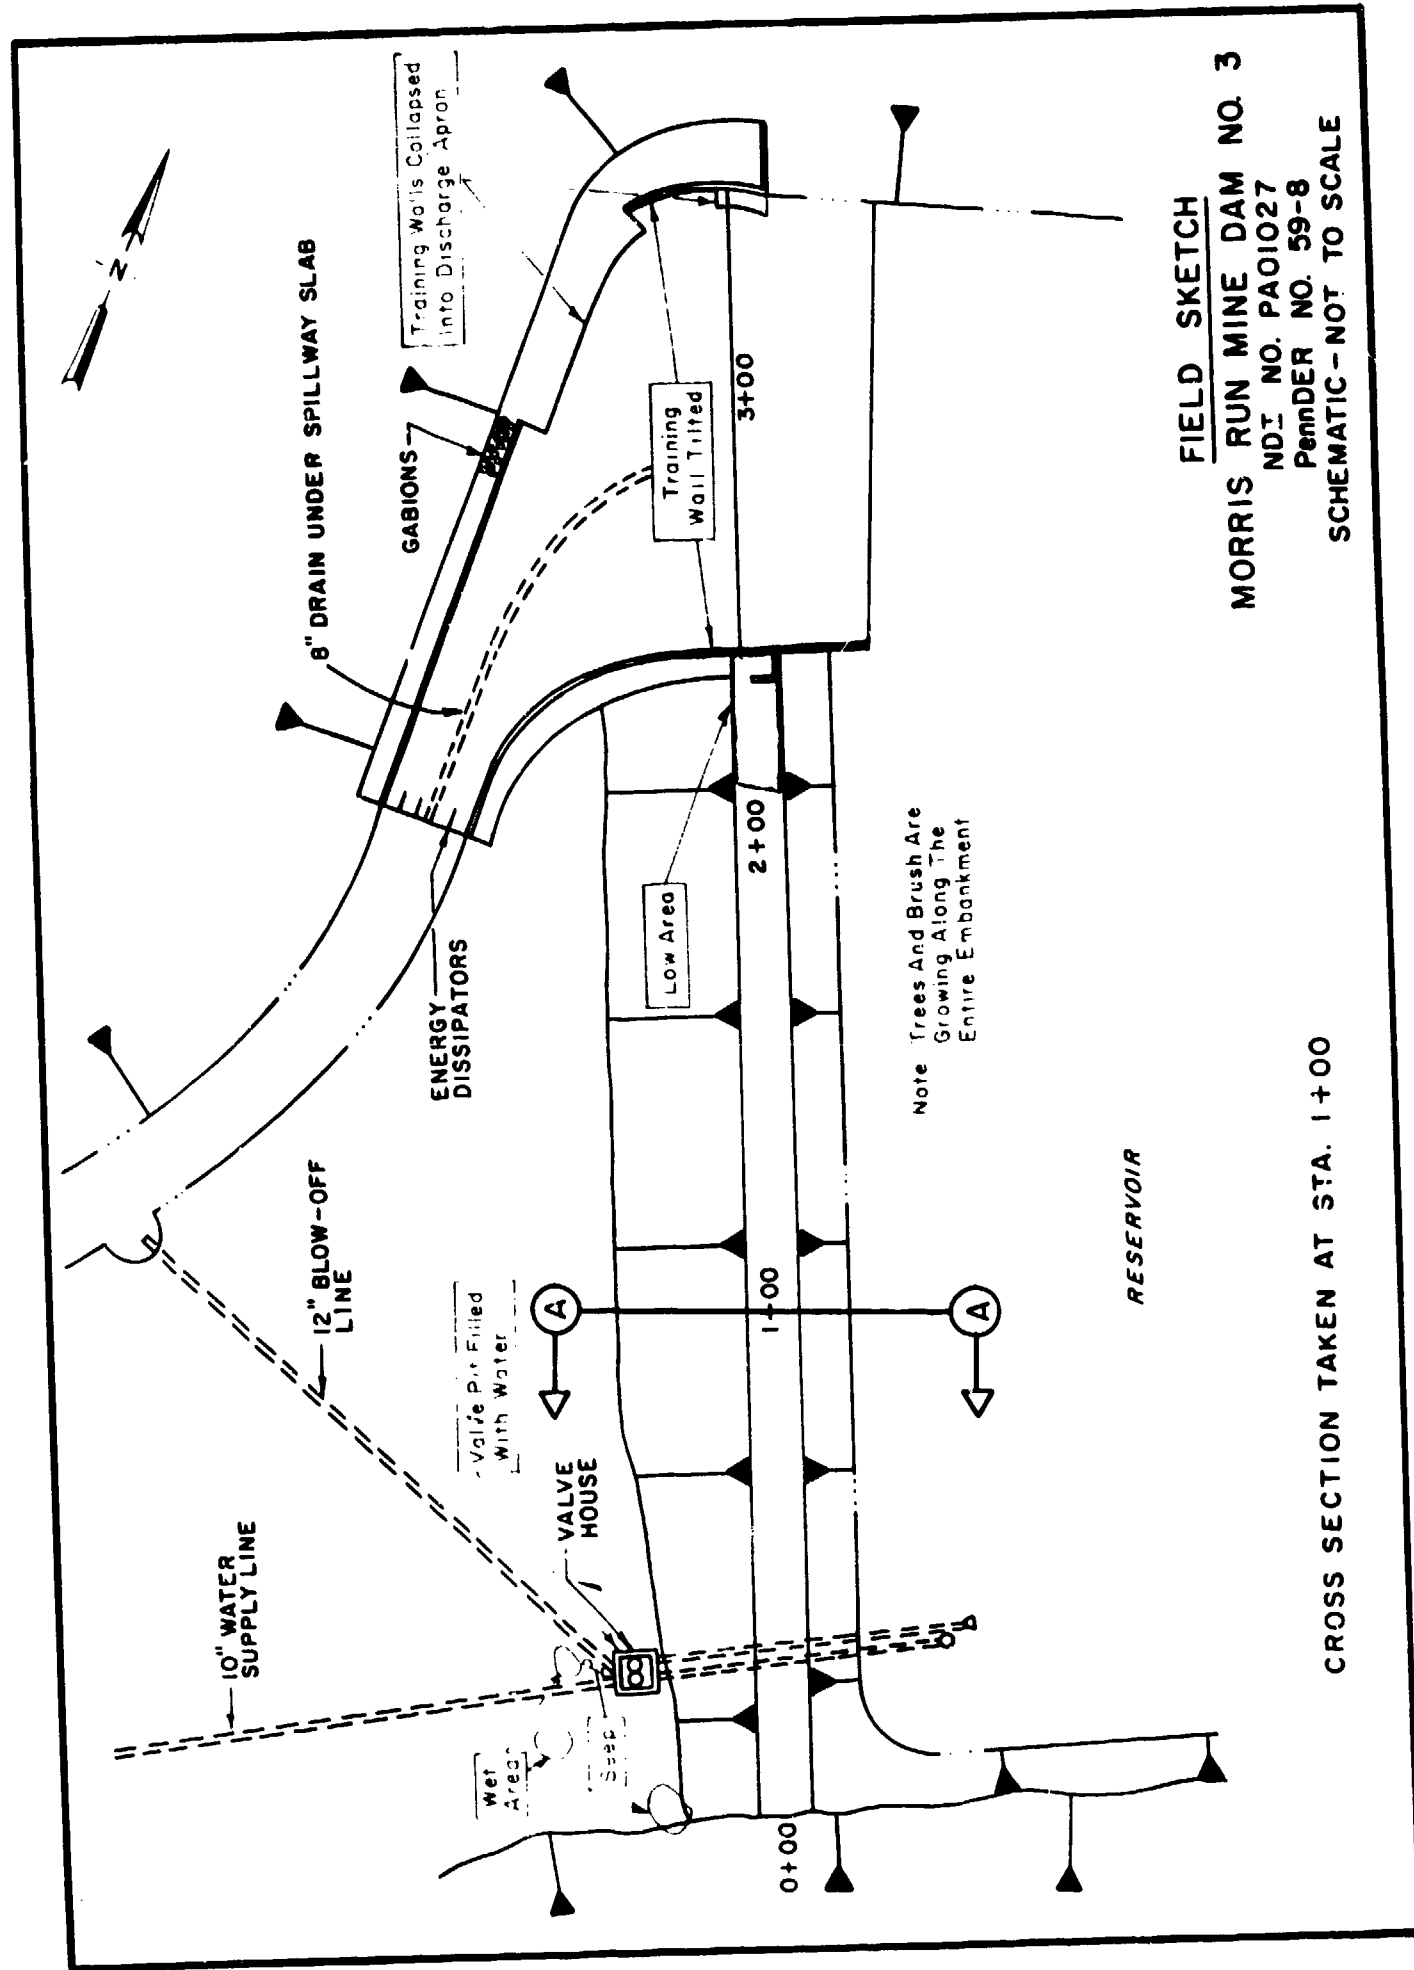 Training Walls Collapsed
Into Discharge Apron
N
8" DRAIN UNDER SPILLWAY SLAB
GABIONS
Training
Wall Tilted
3+00
ENERGY
DISSIPATORS
Low Area
2+00
Note Trees And Brush Are
Growing Along The
Entire Embankment
12" BLOW-OFF
LINE
Valve Pit Filled
With Water
A
A
1+00
RESERVOIR
10" WATER
SUPPLY LINE
VALVE
HOUSE
Wet
Area
Seep
0+00
FIELD SKETCH
MORRIS RUN MINE DAM NO. 3
NDI NO. PA01027
PennDER NO. 59-8
SCHEMATIC-NOT TO SCALE
CROSS SECTION TAKEN AT STA. 1+00